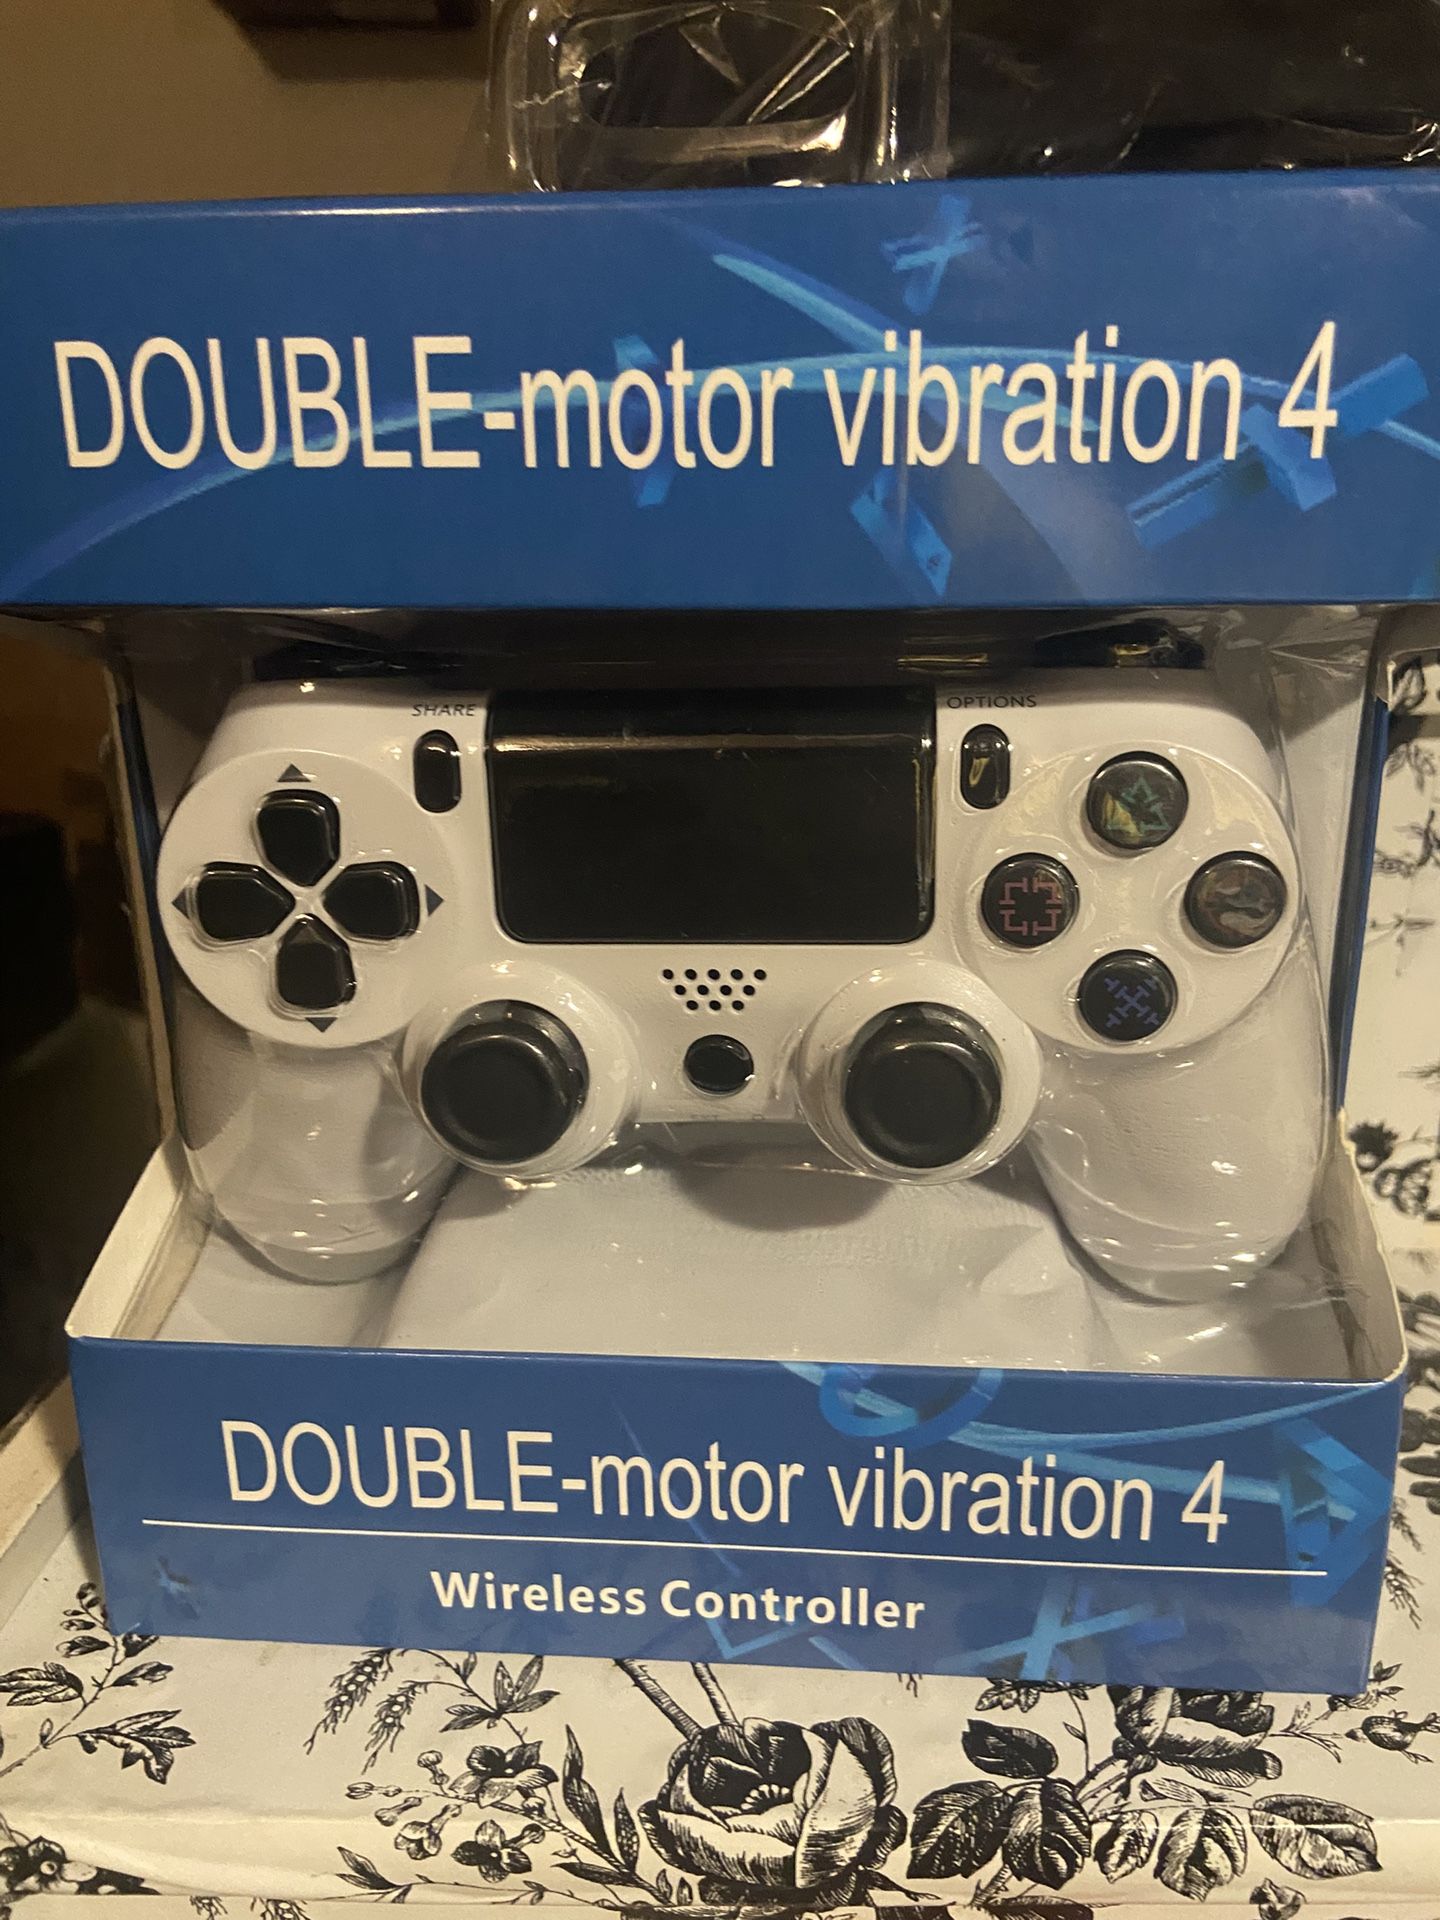 DOUBLE-motor vibration 4
SHARE
OPTIONS
DOUBLE-motor vibration 4
Wireless Controller